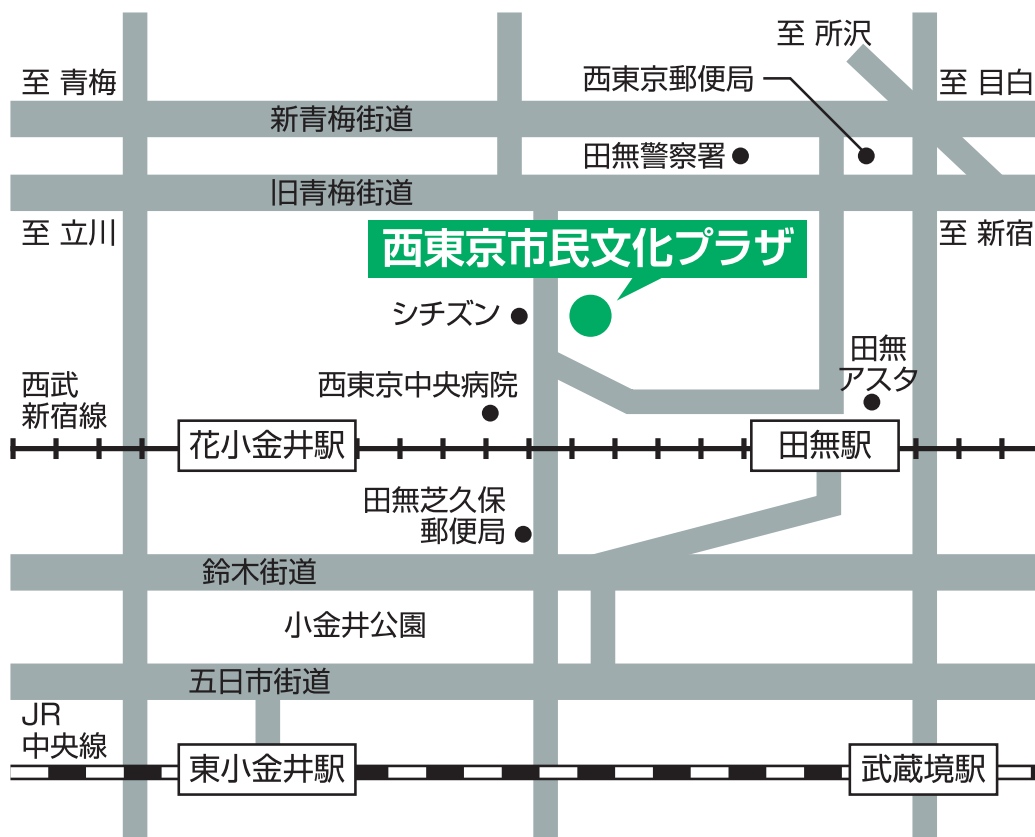 至 所沢
至 青梅
西東京郵便局
至 目白
新青梅街道
田無警察署
旧青梅街道
至 立川
西東京市民文化プラザ
至 新宿
シチズン
田無
アスタ
西武
新宿線
西東京中央病院
花小金井駅
田無駅
田無芝久保
郵便局
鈴木街道
小金井公園
五日市街道
JR
中央線
東小金井駅
武蔵境駅